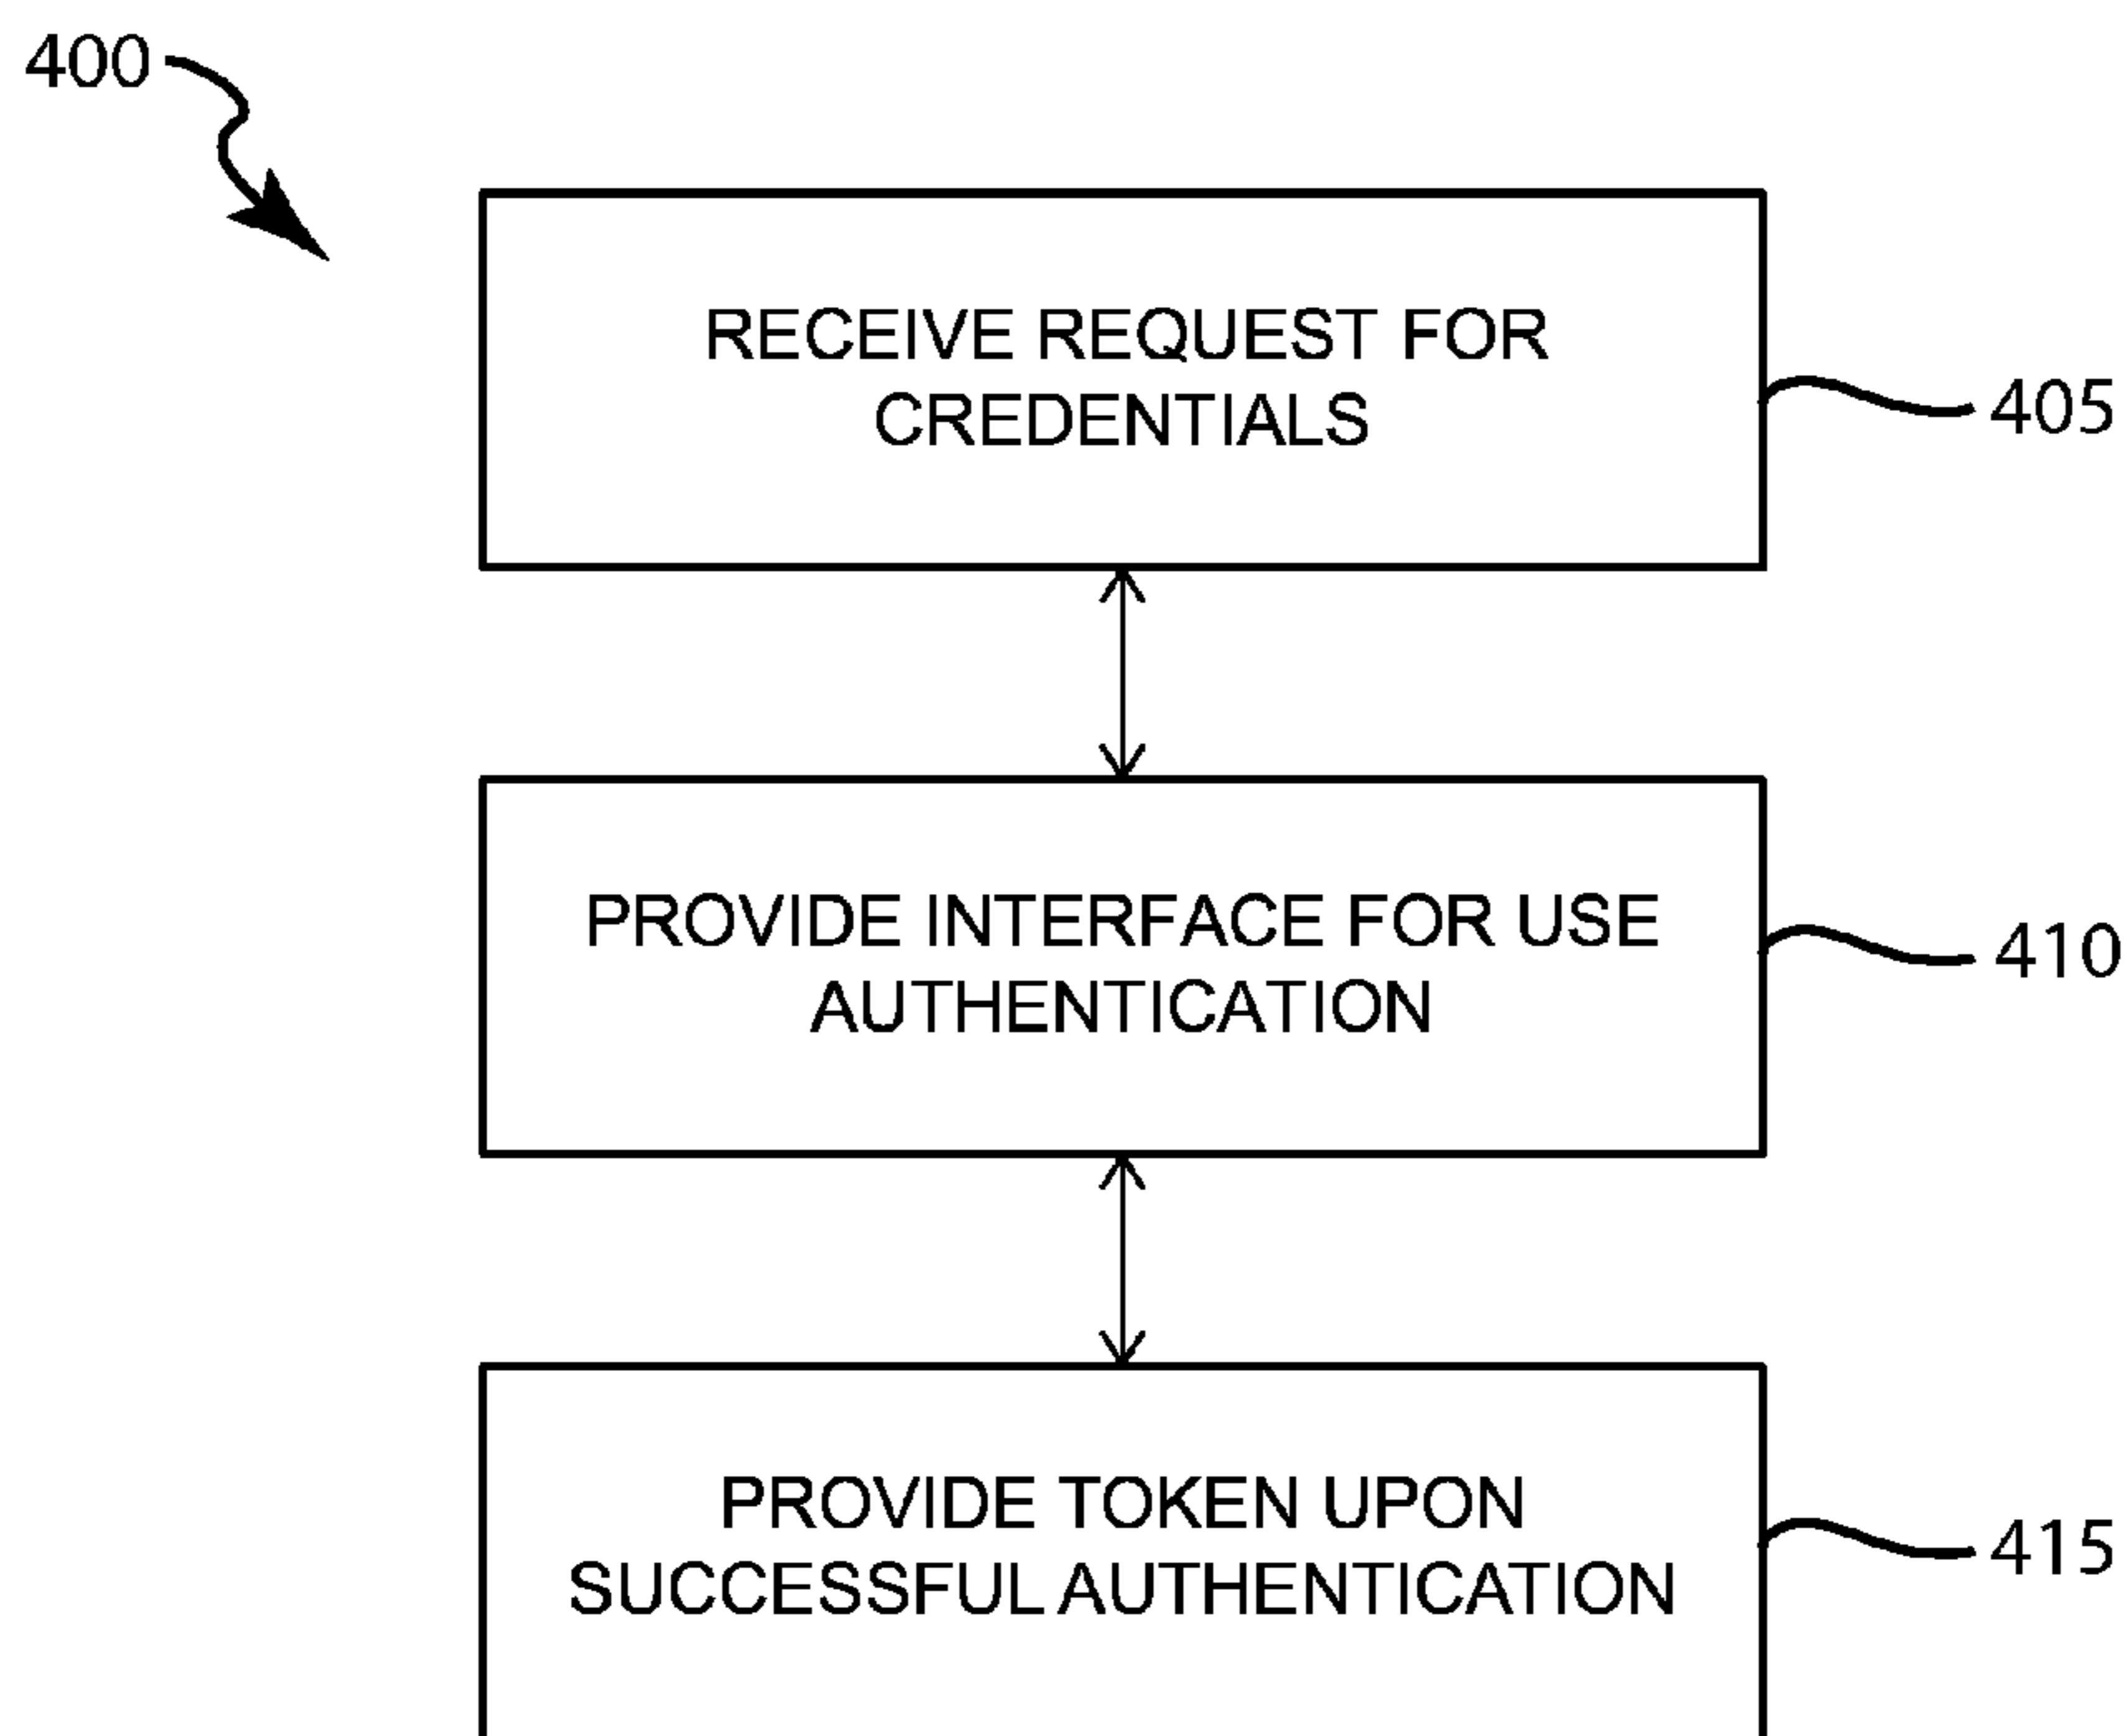 400
RECEIVE REQUEST FOR
CREDENTIALS
405
PROVIDE INTERFACE FOR USE
AUTHENTICATION
410
PROVIDE TOKEN UPON
SUCCESSFUL AUTHENTICATION
415